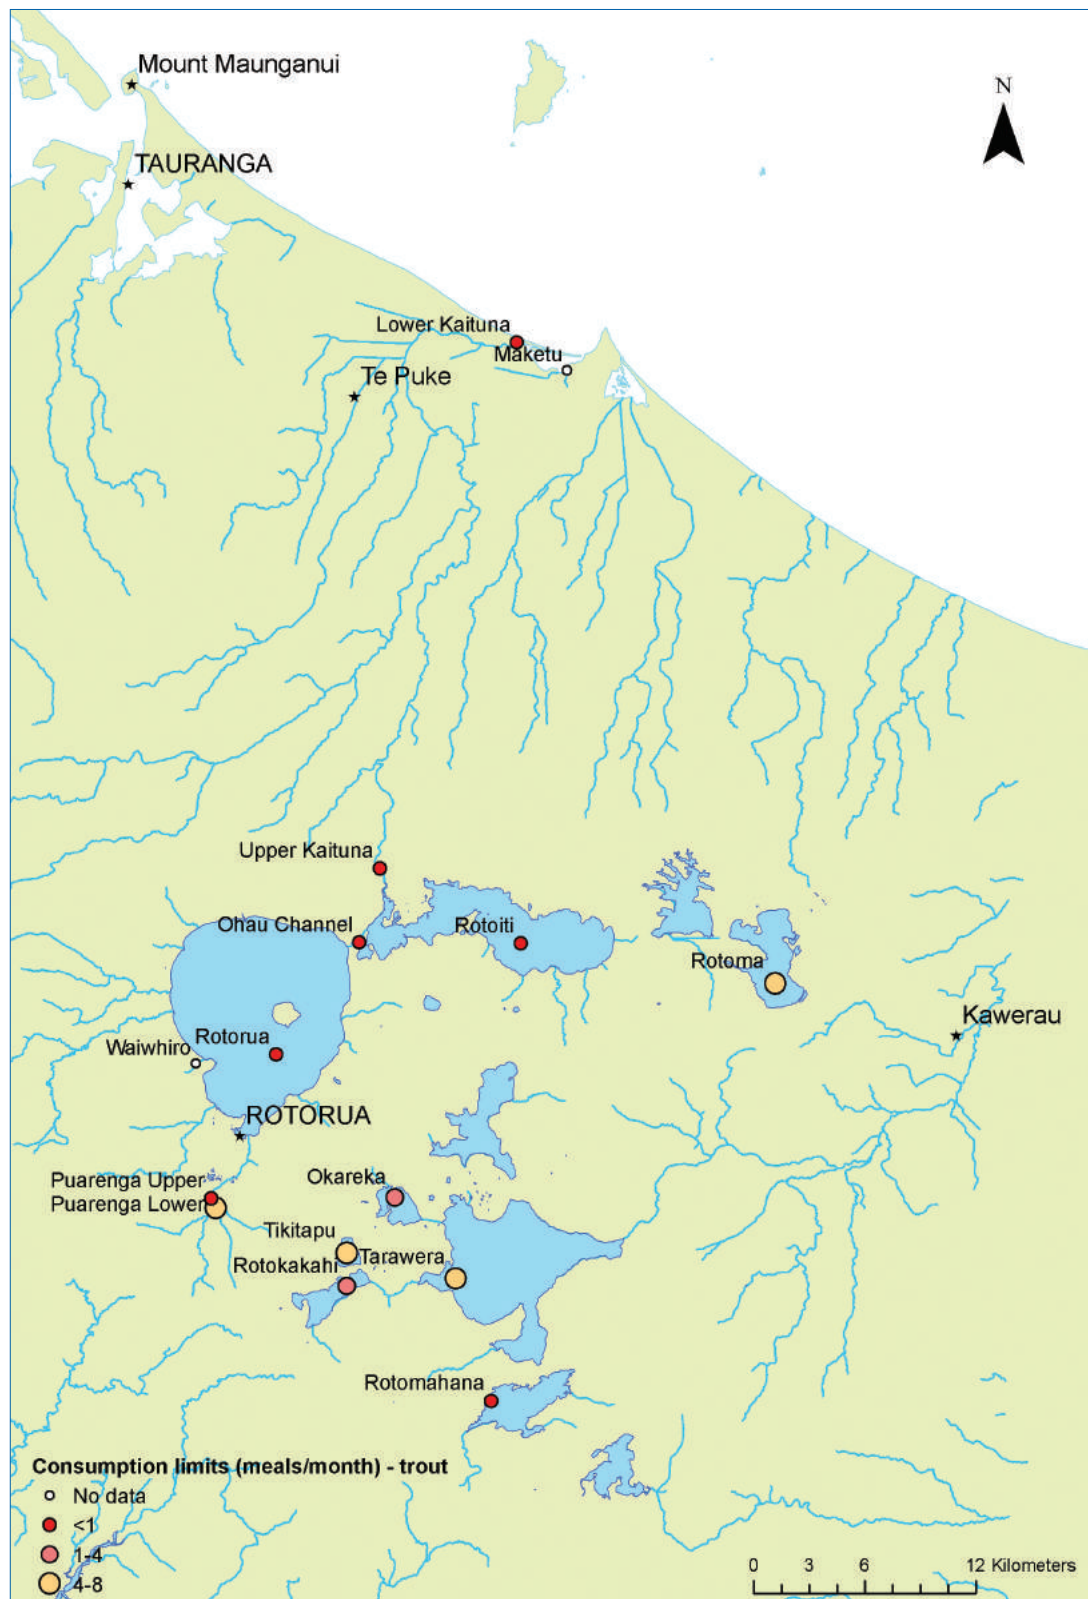 Mount Maunganui
N
TAURANGA
Lower Kaituna
Maketu
Te Puke
Upper Kaituna
Ohau Channel
Rotoiti
Rotoma
Kawerau
Rotorua
Waiwhiro
ROTORUA
Puarenga Upper
Okareka
Puarenga Lower
Tikitapu
Tarawera
Rotokakahi
Rotomahana
Consumption limits (meals/month) - trout
No data
<1
1-4
4-8
0 3 6 12 Kilometers